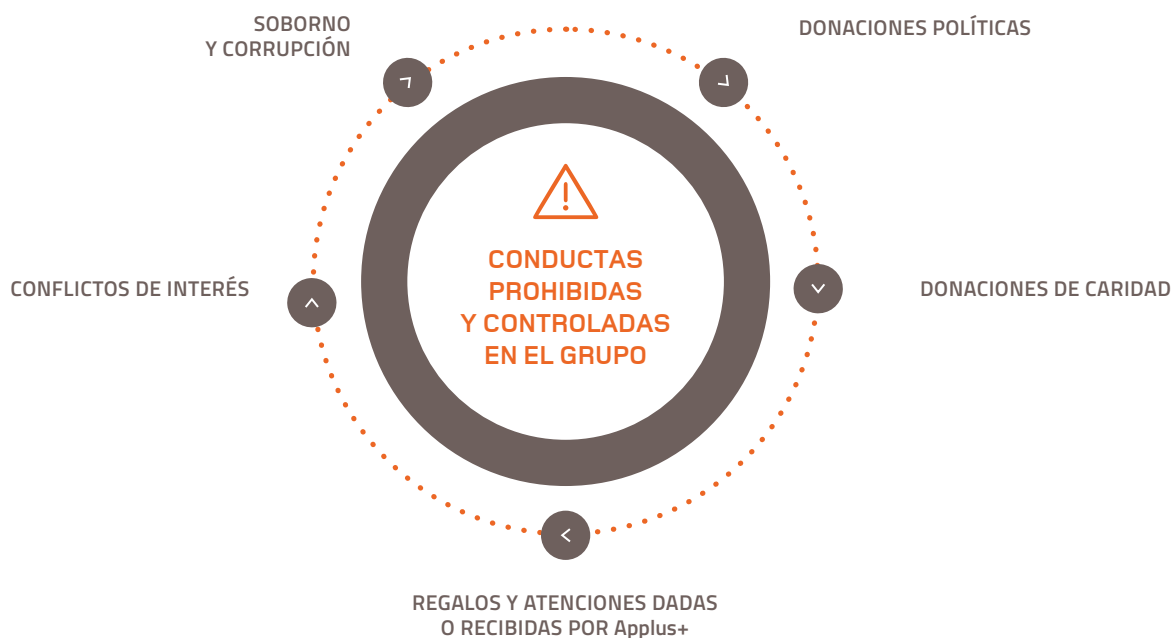 SOBORNO
Y CORRUPCIÓN
DONACIONES POLÍTICAS
CONDUCTAS
PROHIBIDAS
Y CONTROLADAS
EN EL GRUPO
CONFLICTOS DE INTERÉS
DONACIONES DE CARIDAD
REGALOS Y ATENCIONES DADAS
O RECIBIDAS POR Applus+